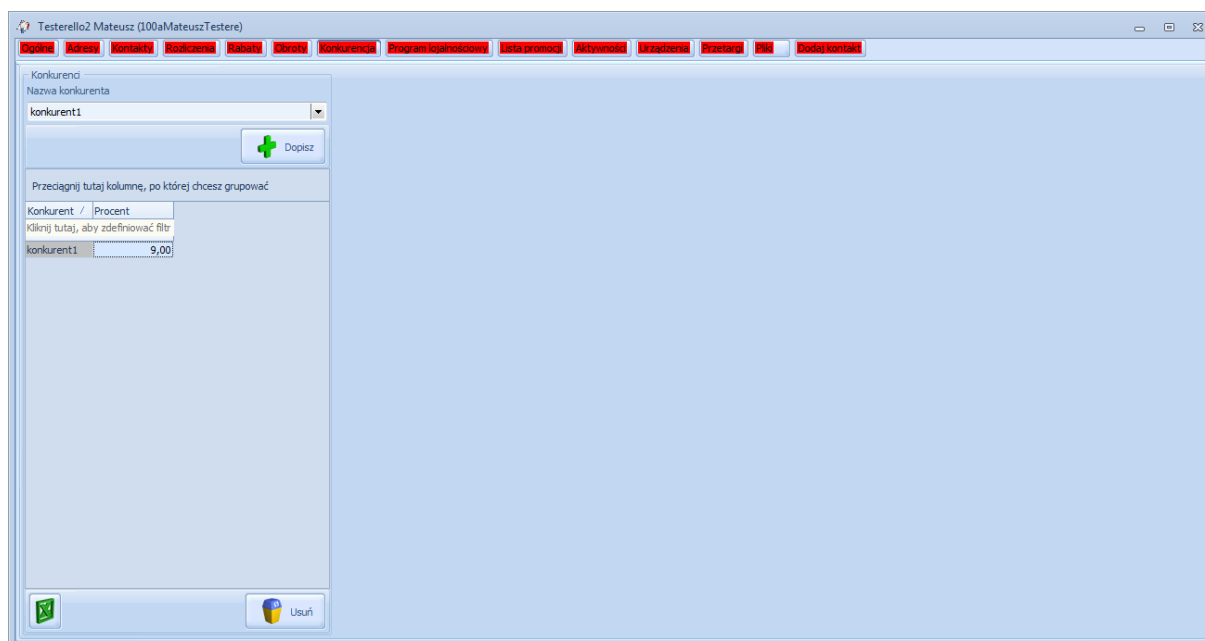 Testerello2 Mateusz (100aMateuszTestere)
Ogólne Adresy Kontakty Rozliczenia Rabaty Obroty Konkurencja Program lojalnościowy Lista promocji Aktywności Urządzenia Przetargi Pliki Dodaj kontakt
Konkurenci
Nazwa konkurenta
konkurent1
Dopisz
Przeciągnij tutaj kolumnę, po której chcesz grupować
Konkurent Procent
Kliknij tutaj, aby zdefiniować filtr
konkurent1 9,00
Usuń